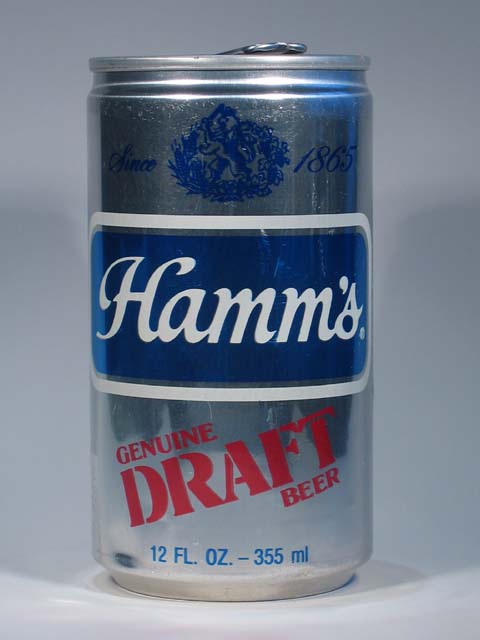 Since 1865
Hamm's®
GENUINE
DRAFT
BEER
12 FL. OZ. – 355 ml